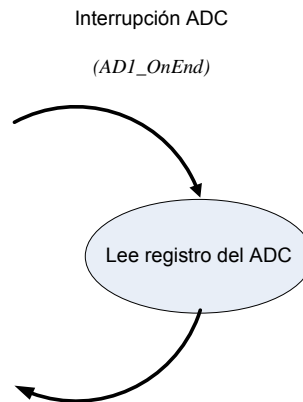 Interrupción ADC
(AD1_OnEnd)
Lee registro del ADC